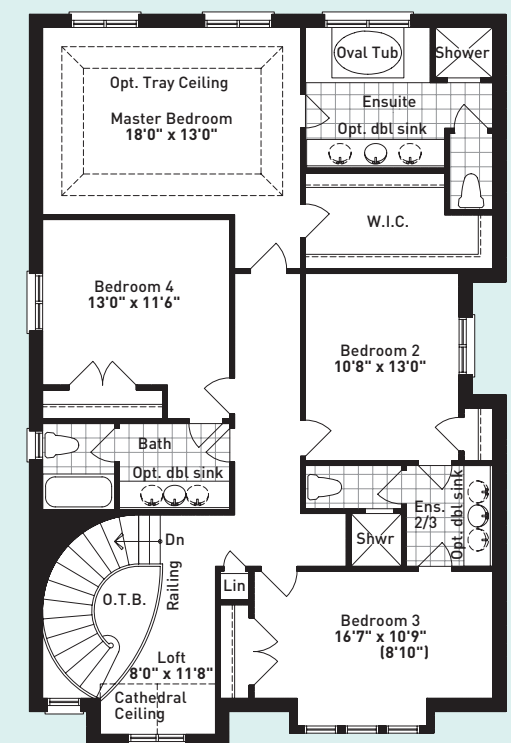 Oval Tub
Shower
Opt. Tray Ceiling
Master Bedroom
18'0" x 13'0"
Ensuite
Opt. dbl sink
W.I.C.
Bedroom 4
13'0" x 11'6"
Bedroom 2
10'8" x 13'0"
Bath
Opt. dbl sink
Ens.
2/3
Opt. dbl sink
Shwr
Dn
Railing
O.T.B.
Lin
Bedroom 3
16'7" x 10'9"
(8'10")
Loft
8'0" x 11'8"
Cathedral
Ceiling